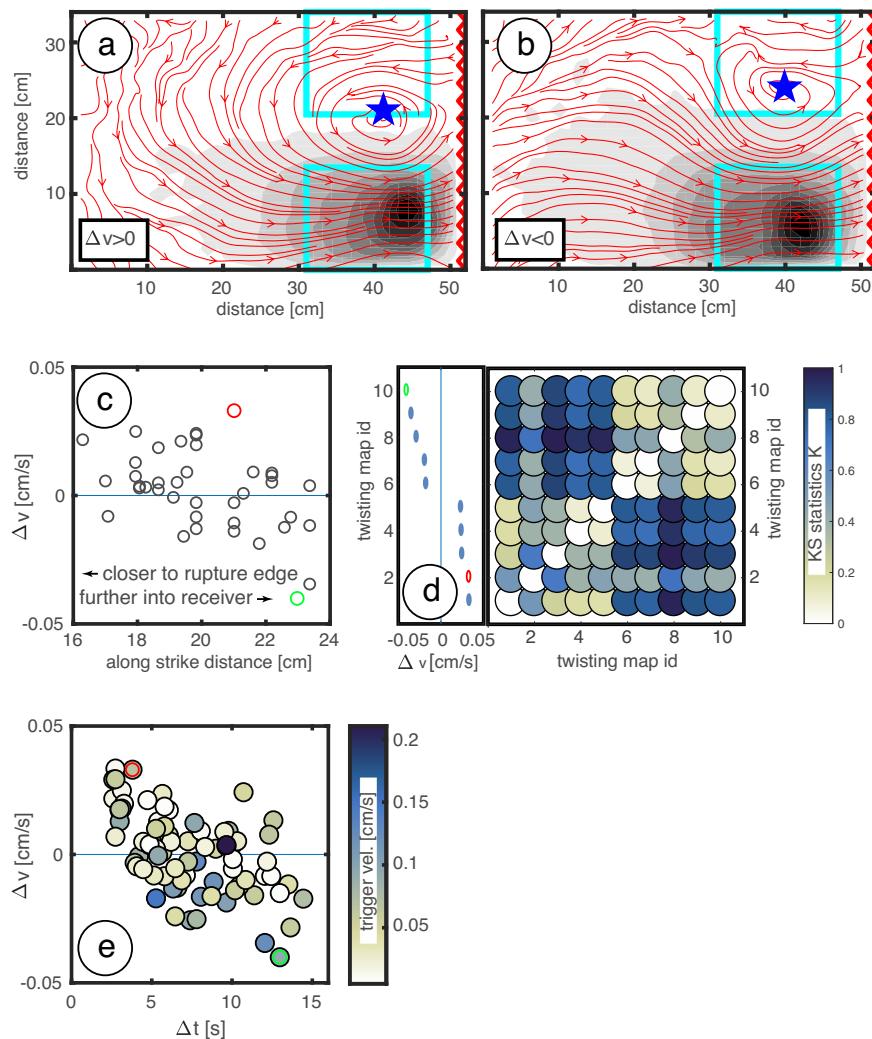 a
b
30
20
10
distance [cm]
Δv>0
Δv<0
10 20 30 40 50
10 20 30 40 50
distance [cm]
distance [cm]
c
0.05
0
-0.05
Δv [cm/s]
← closer to rupture edge
further into receiver →
16 18 20 22 24
along strike distance [cm]
d
10
8
6
4
2
twisting map id
-0.05 0 0.05
Δv [cm/s]
2 4 6 8 10
twisting map id
10
8
6
4
2
twisting map id
1
0.8
0.6
0.4
0.2
0
KS statistics K
e
0.05
0
-0.05
Δv [cm/s]
0 5 10 15
Δt [s]
0.2
0.15
0.1
0.05
trigger vel. [cm/s]